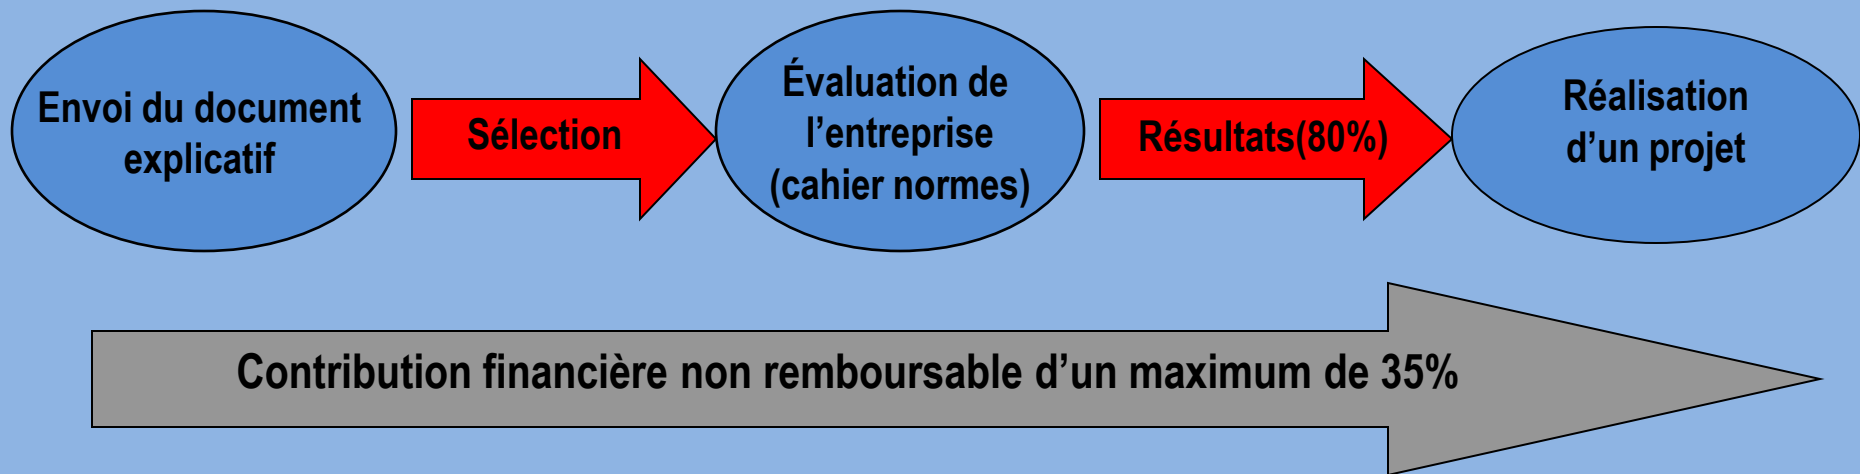 Envoi du document
explicatif
Sélection
Évaluation de
l’entreprise
(cahier normes)
Résultats(80%)
Réalisation
d’un projet
Contribution financière non remboursable d’un maximum de 35%